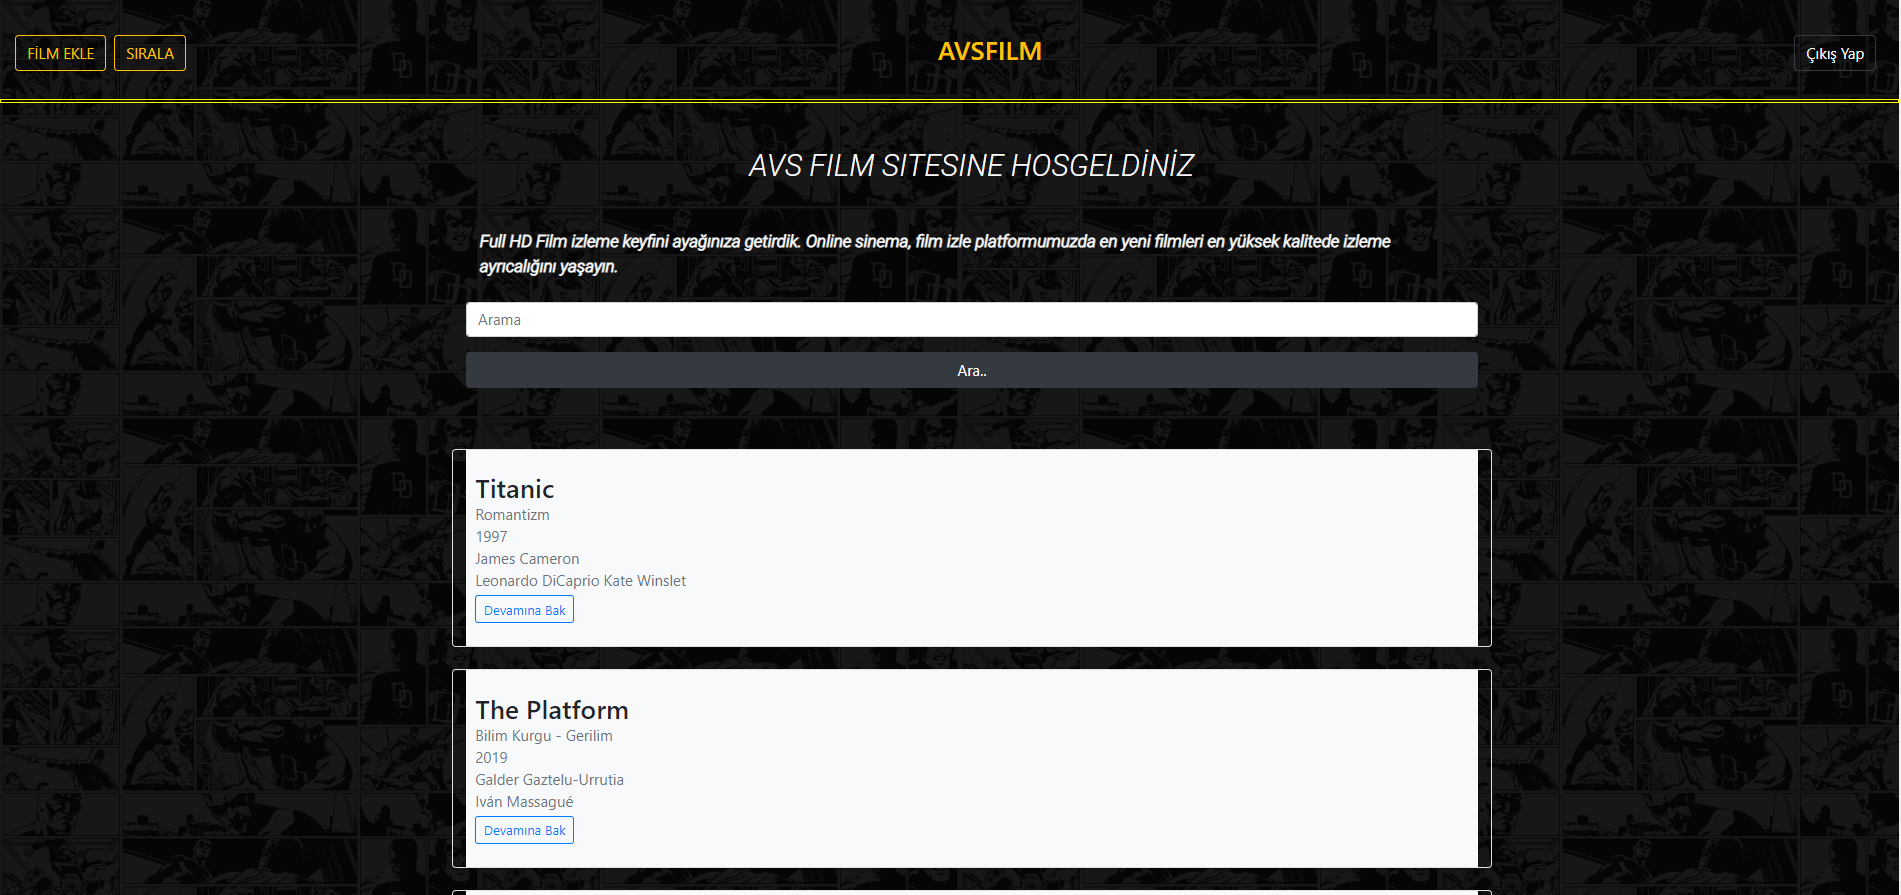 FİLM EKLE
SIRALA
AVSFILM
Çıkış Yap
AVS FILM SITESINE HOSGELDİNİZ
Full HD Film izleme keyfini ayağınıza getirdik. Online sinema, film izle platformumuzda en yeni filmleri en yüksek kalitede izleme
ayrıcalığını yaşayın.
Arama
Ara..
Titanic
Romantizm
1997
James Cameron
Leonardo DiCaprio Kate Winslet
Devamına Bak
The Platform
Bilim Kurgu - Gerilim
2019
Galder Gaztelu-Urrutia
Iván Massagué
Devamına Bak